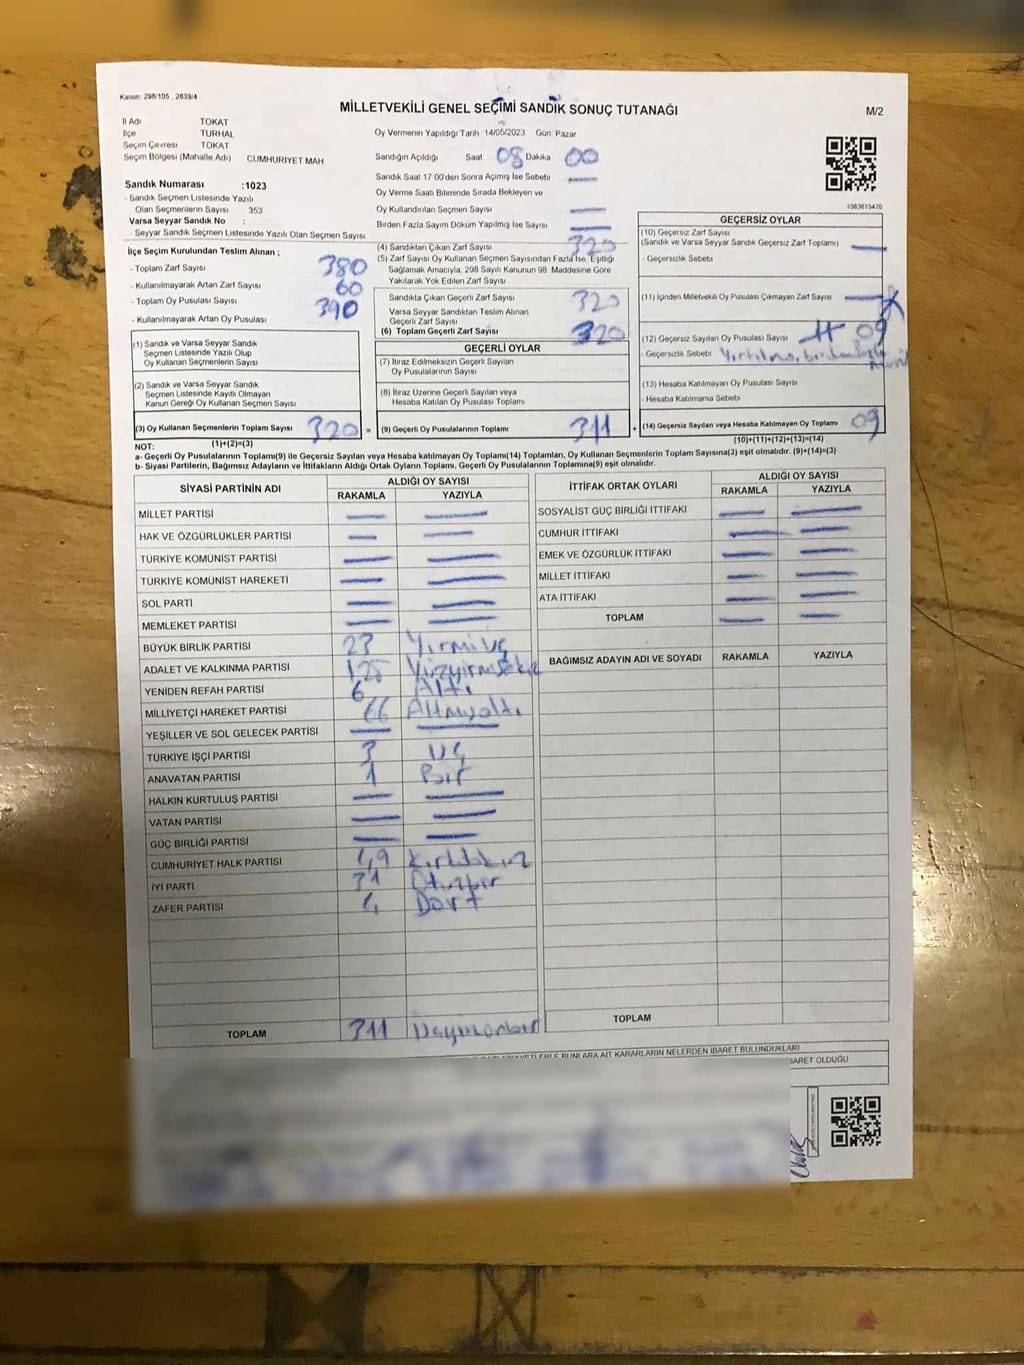 Kanun: 298/105 , 2839/4
MİLLETVEKİLİ GENEL SEÇİMİ SANDIK SONUÇ TUTANAĞI
M/2
İl Adı TOKAT
İlçe TURHAL
Seçim Çevresi TOKAT
Seçim Bölgesi (Mahalle Adı) CUMHURİYET MAH
Sandık Numarası :1023
- Sandık Seçmen Listesinde Yazılı
Olan Seçmenlerin Sayısı 353
Varsa Seyyar Sandık No :
- Seyyar Sandık Seçmen Listesinde Yazılı Olan Seçmen Sayısı
Oy Vermenin Yapıldığı Tarih 14/05/2023 Gün: Pazar
Sandığın Açıldığı Saat 08 Dakika 00
Sandık Saat 17:00'den Sonra Açımış İse Sebebi
Oy Verme Saati Bitiminde Sırada Bekleyen ve
Oy Kullandırılan Seçmen Sayısı
Birden Fazla Sayım Döküm Yapılmış İse Sayısı
1063615470
İlçe Seçim Kurulundan Teslim Alınan ;
- Toplam Zarf Sayısı 380
- Kullanılmayarak Artan Zarf Sayısı 60
- Toplam Oy Pusulası Sayısı 390
- Kullanılmayarak Artan Oy Pusulası
(4) Sandıktan Çıkan Zarf Sayısı 320
(5) Zarf Sayısı Oy Kullanan Seçmen Sayısından Fazla İse, Eşitliği
Sağlamak Amacıyla, 298 Sayılı Kanunun 98. Maddesine Göre
Yakılarak Yok Edilen Zarf Sayısı
Sandıkta Çıkan Geçerli Zarf Sayısı 320
Varsa Seyyar Sandıktan Teslim Alınan
Geçerli Zarf Sayısı
(6) Toplam Geçerli Zarf Sayısı 320
GEÇERSİZ OYLAR
(10) Geçersiz Zarf Sayısı
(Sandık ve Varsa Seyyar Sandık Geçersiz Zarf Toplamı)
- Geçersizlik Sebebi
(11) İçinden Milletvekili Oy Pusulası Çıkmayan Zarf Sayısı
(12) Geçersiz Sayılan Oy Pusulası Sayısı 09
- Geçersizlik Sebebi
(13) Hesaba Katılmayan Oy Pusulası Sayısı
- Hesaba Katılmama Sebebi
(14) Geçersiz Sayılan veya Hesaba Katılmayan Oy Toplamı 09
(10)+(11)+(12)+(13)=(14)
(1) Sandık ve Varsa Seyyar Sandık
Seçmen Listesinde Yazılı Olup
Oy Kullanan Seçmenlerin Sayısı
(2) Sandık ve Varsa Seyyar Sandık
Seçmen Listesinde Kayıtlı Olmayan
Kanun Gereği Oy Kullanan Seçmen Sayısı
(3) Oy Kullanan Seçmenlerin Toplam Sayısı 320 =
(1)+(2)=(3)
GEÇERLİ OYLAR
(7) İtiraz Edilmeksizin Geçerli Sayılan
Oy Pusulalarının Sayısı
(8) İtiraz Üzerine Geçerli Sayılan veya
Hesaba Katılan Oy Pusulası Toplamı
(9) Geçerli Oy Pusulalarının Toplamı 311 +
NOT:
a- Geçerli Oy Pusulalarının Toplamı(9) ile Geçersiz Sayılan veya Hesaba katılmayan Oy Toplamı(14) Toplamları, Oy Kullanan Seçmenlerin Toplam Sayısına(3) eşit olmalıdır. (9)+(14)=(3)
b- Siyasi Partilerin, Bağımsız Adayların ve İttifakların Aldığı Ortak Oyların Toplamı, Geçerli Oy Pusulalarının Toplamına(9) eşit olmalıdır.
SİYASİ PARTİNİN ADI ALDIĞI OY SAYISI
RAKAMLA YAZIYLA
MİLLET PARTİSİ
HAK VE ÖZGÜRLÜKLER PARTİSİ
TÜRKİYE KOMÜNİST PARTİSİ
TÜRKİYE KOMÜNİST HAREKETİ
SOL PARTİ
MEMLEKET PARTİSİ
BÜYÜK BİRLİK PARTİSİ 23 Yirmiüç
ADALET VE KALKINMA PARTİSİ 128 Yüzyirmisekiz
YENİDEN REFAH PARTİSİ 6 Altı
MİLLİYETÇİ HAREKET PARTİSİ 66 Altmışaltı
YEŞİLLER VE SOL GELECEK PARTİSİ
TÜRKİYE İŞÇİ PARTİSİ 3 Üç
ANAVATAN PARTİSİ 1 Bir
HALKIN KURTULUŞ PARTİSİ
VATAN PARTİSİ
GÜÇ BİRLİĞİ PARTİSİ
CUMHURİYET HALK PARTİSİ 49
İYİ PARTİ 31 Otuzbir
ZAFER PARTİSİ 4 Dört
TOPLAM 311
İTTİFAK ORTAK OYLARI ALDIĞI OY SAYISI
RAKAMLA YAZIYLA
SOSYALİST GÜÇ BİRLİĞİ İTTİFAKI
CUMHUR İTTİFAKI
EMEK VE ÖZGÜRLÜK İTTİFAKI
MİLLET İTTİFAKI
ATA İTTİFAKI
TOPLAM
BAĞIMSIZ ADAYIN ADI VE SOYADI RAKAMLA YAZIYLA
TOPLAM
BUNLARA AİT KARARLARIN NELERDEN İBARET BULUNDUKLARI
OLDUĞU